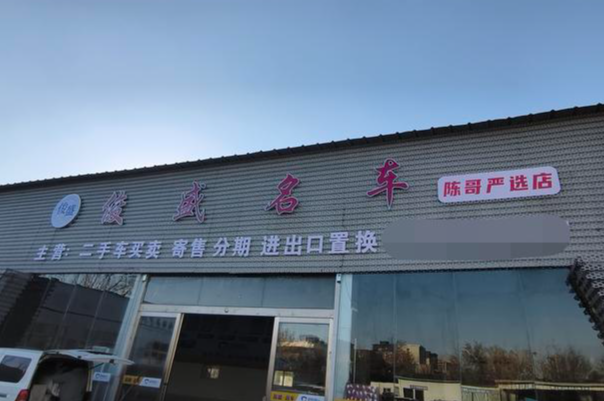 俊盛名车
陈哥严选店
主营：二手车买卖 寄售 分期 进出口置换